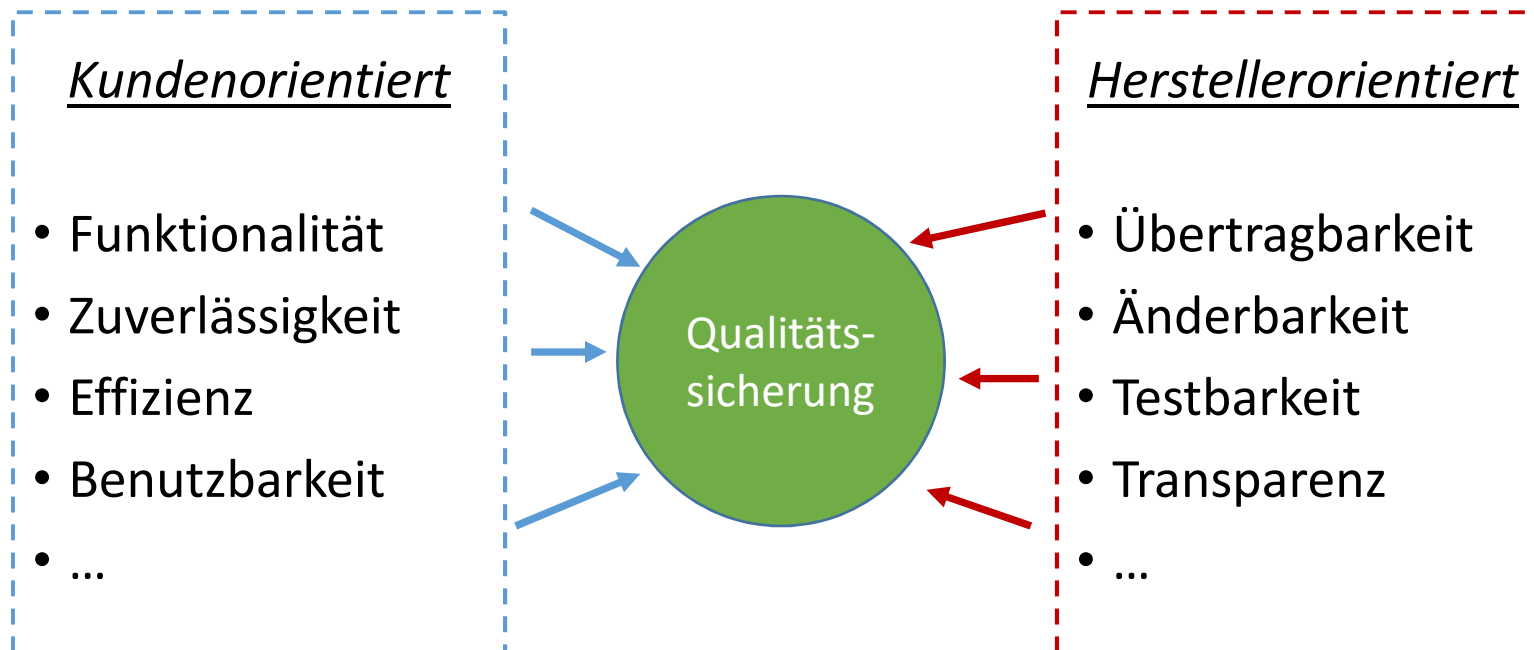 Kundenorientiert
• Funktionalität
• Zuverlässigkeit
• Effizienz
• Benutzbarkeit
• …
Qualitäts-
sicherung
Herstellerorientiert
• Übertragbarkeit
• Änderbarkeit
• Testbarkeit
• Transparenz
• …